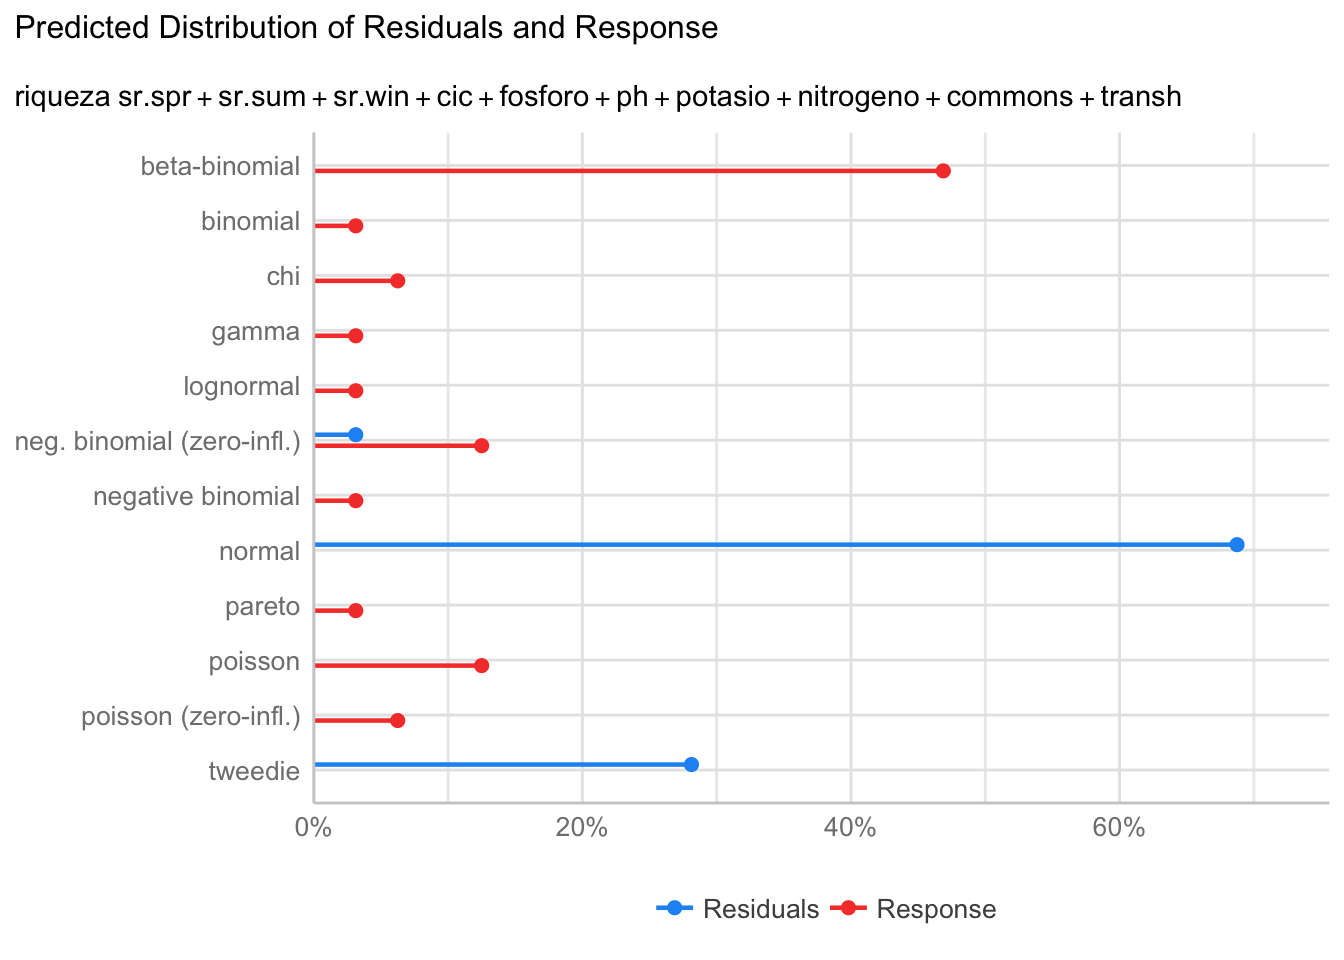 Predicted Distribution of Residuals and Response
riqueza sr.spr + sr.sum + sr.win + cic + fosforo + ph + potasio + nitrogeno + commons + transh
beta-binomial
binomial
chi
gamma
lognormal
neg. binomial (zero-infl.)
negative binomial
normal
pareto
poisson
poisson (zero-infl.)
tweedie
0% 20% 40% 60%
Residuals Response